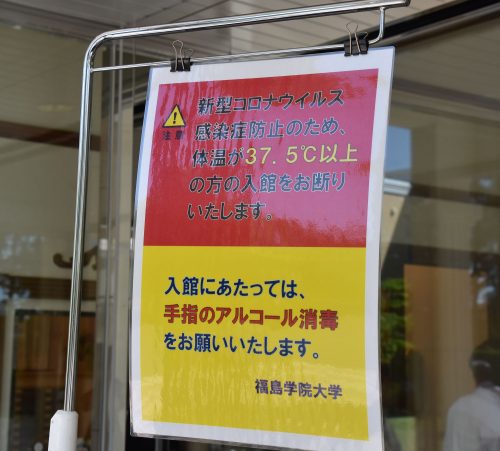 新型コロナウイルス
注意
感染症防止のため、
体温が37.5℃以上
の方の入館をお断り
いたします。
入館にあたっては、
手指のアルコール消毒
をお願いいたします。
福島学院大学